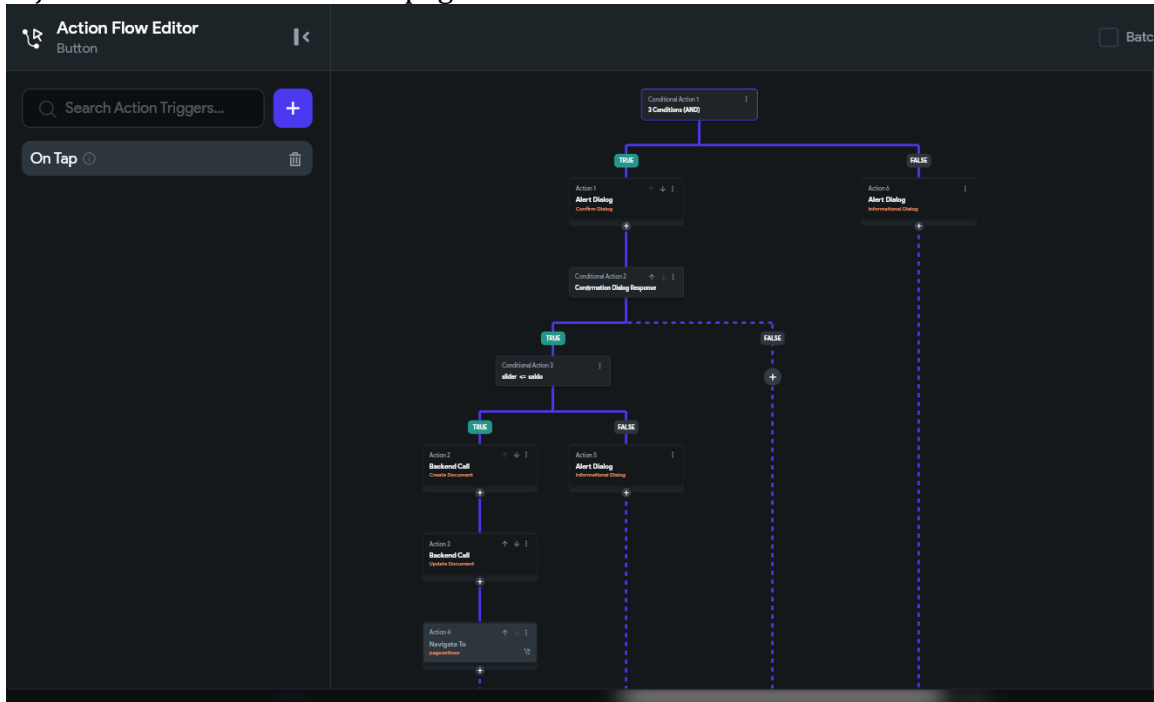 Action Flow Editor
Button
Batc
Search Action Triggers...
On Tap
Conditional Action 1
3 Conditions (AND)
TRUE
FALSE
Action 1
Alert Dialog
Confirm Dialog
Action 6
Alert Dialog
Informational Dialog
Conditional Action 2
Confirmation Dialog Response
TRUE
FALSE
Conditional Action 3
slider <= saldo
TRUE
FALSE
Action 2
Backend Call
Create Document
Action 5
Alert Dialog
Informational Dialog
Action 3
Backend Call
Update Document
Action 4
Navigate To